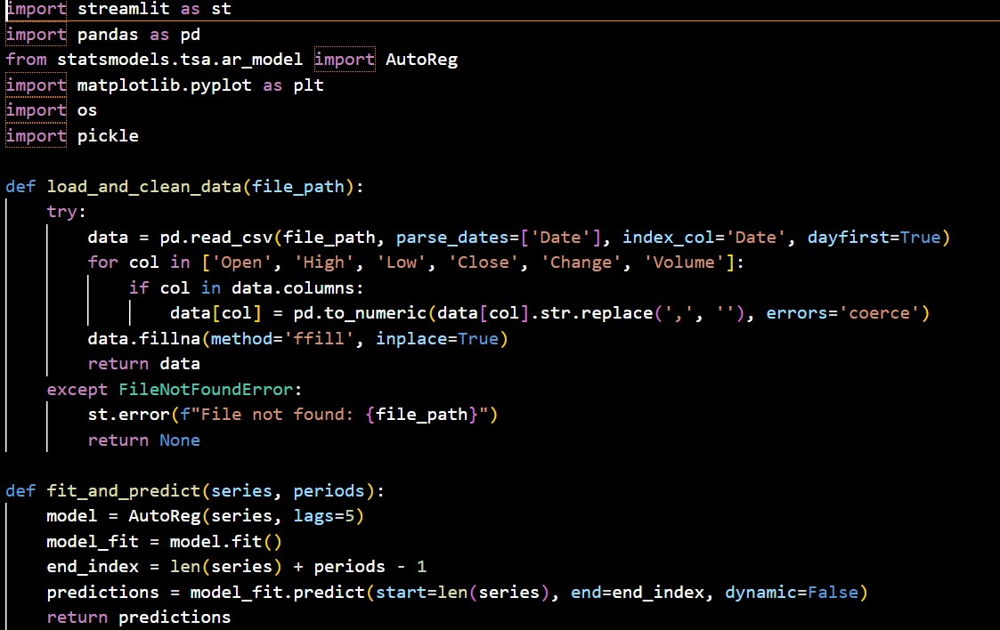 import streamlit as st
import pandas as pd
from statsmodels.tsa.ar_model import AutoReg
import matplotlib.pyplot as plt
import os
import pickle

def load_and_clean_data(file_path):
    try:
        data = pd.read_csv(file_path, parse_dates=['Date'], index_col='Date', dayfirst=True)
        for col in ['Open', 'High', 'Low', 'Close', 'Change', 'Volume']:
            if col in data.columns:
                data[col] = pd.to_numeric(data[col].str.replace(',', ''), errors='coerce')
        data.fillna(method='ffill', inplace=True)
        return data
    except FileNotFoundError:
        st.error(f"File not found: {file_path}")
        return None

def fit_and_predict(series, periods):
    model = AutoReg(series, lags=5)
    model_fit = model.fit()
    end_index = len(series) + periods - 1
    predictions = model_fit.predict(start=len(series), end=end_index, dynamic=False)
    return predictions